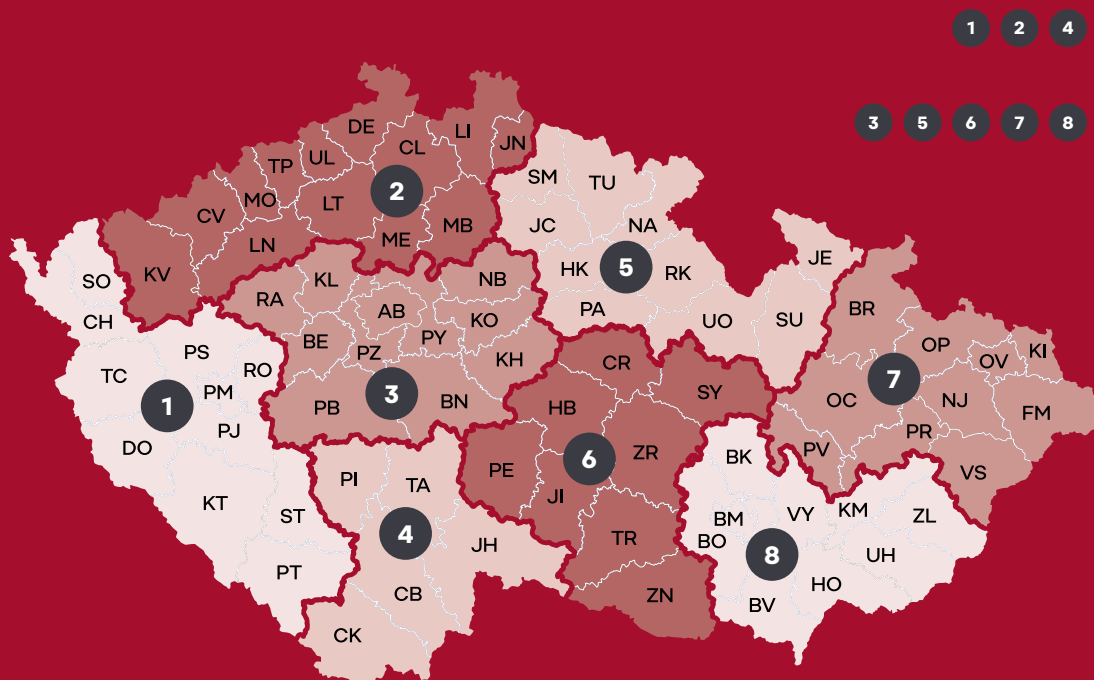 1 2 4
3 5 6 7 8
DE
LI
CL
JN
UL
TP
SM
TU
2
MO
LT
CV
MB
JC
NA
ME
LN
JE
KV
SO
NB
HK
5
RK
KL
RA
BR
PA
AB
CH
KO
UO
SU
PY
BE
OP
PS
PZ
KI
OV
KH
CR
RO
TC
7
PM
SY
3
OC
NJ
BN
1
PB
HB
FM
PJ
PR
DO
PV
ZR
BK
6
PE
VS
PI
TA
JI
KT
KM
VY
ST
ZL
BM
4
TR
BO
JH
8
UH
PT
HO
CB
ZN
BV
CK